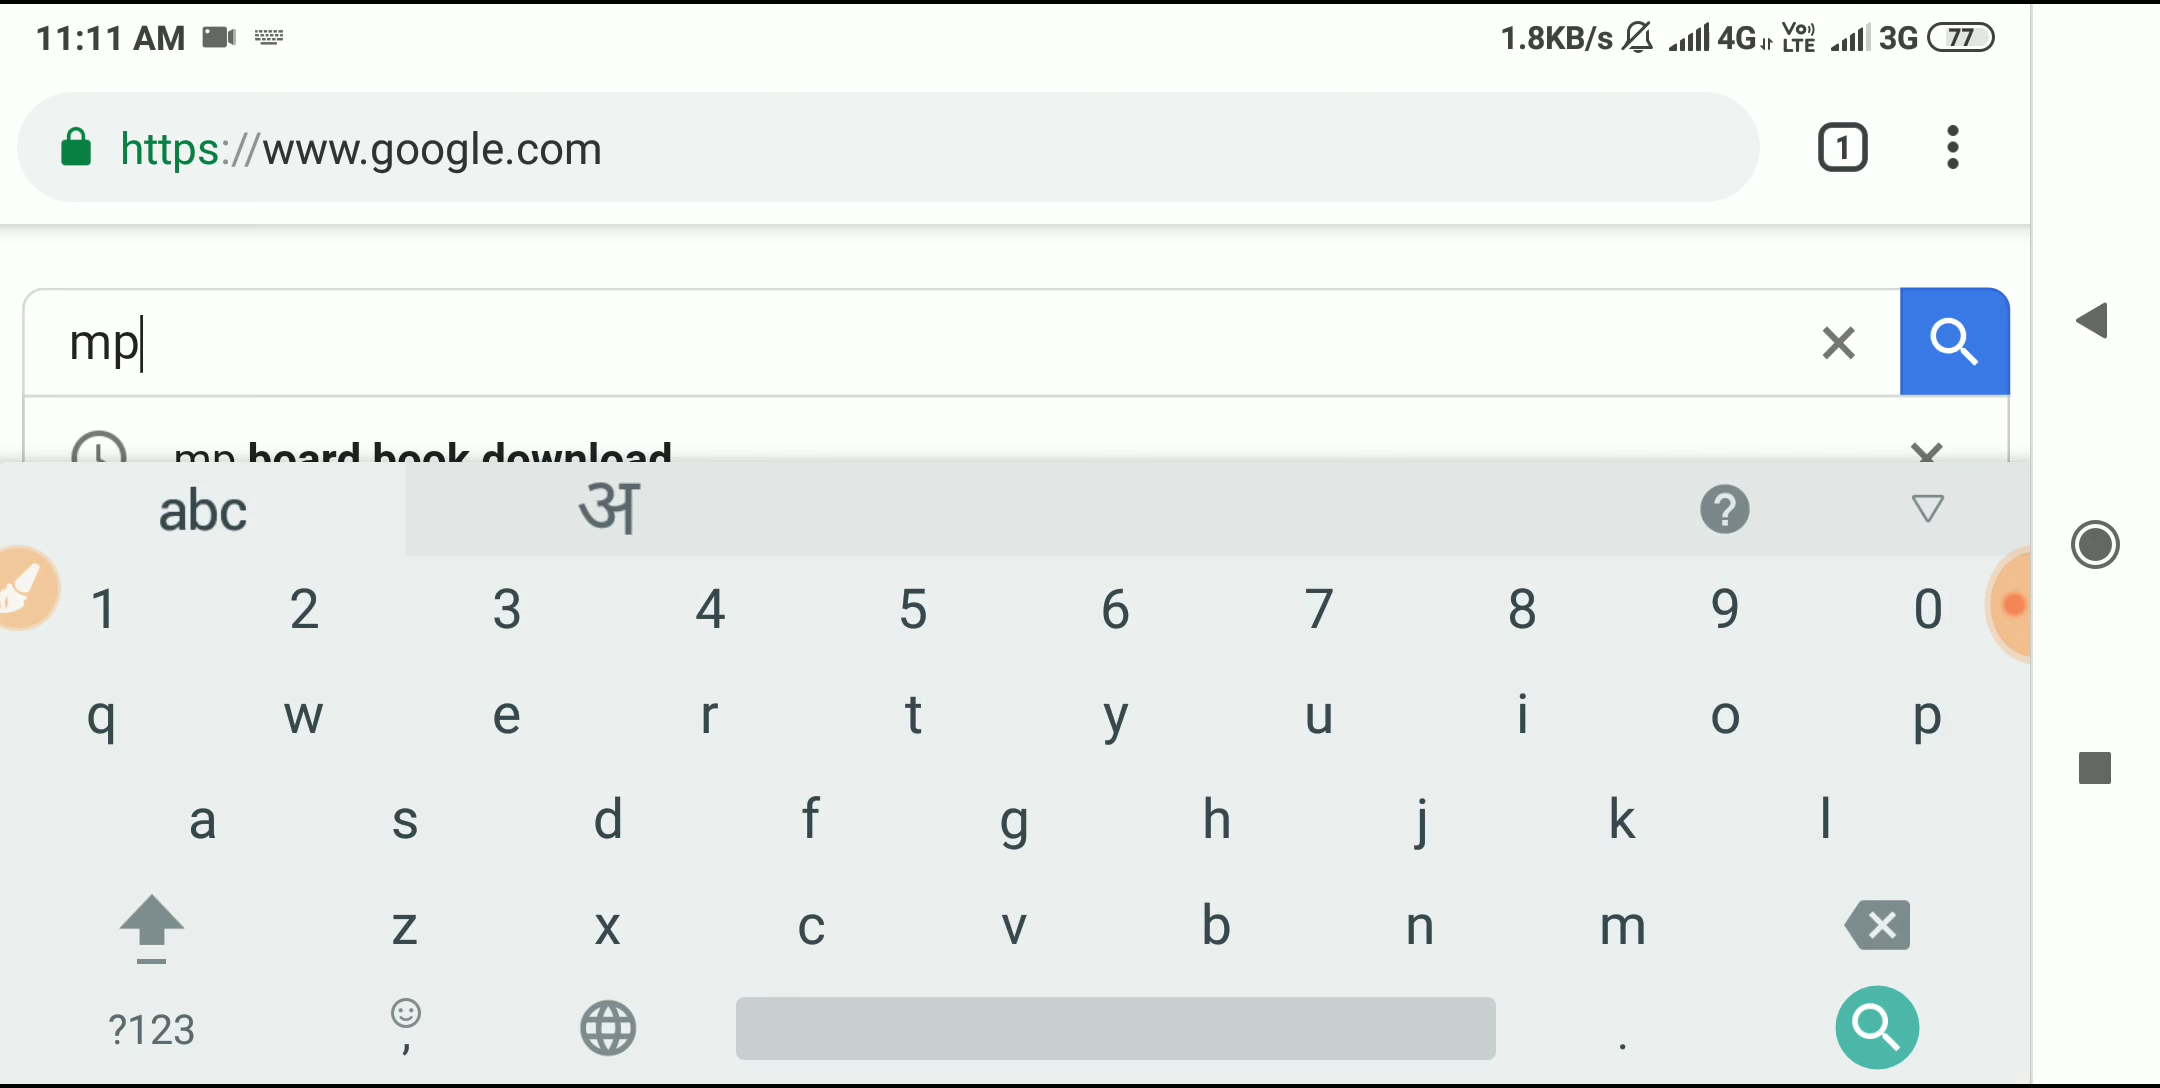 11:11 AM 1.8KB/s 4G Vo) LTE 3G 77
https://www.google.com 1
mp
mp board book download
abc अ ?
1 2 3 4 5 6 7 8 9 0
q w e r t y u i o p
a s d f g h j k l
z x c v b n m
?123 , .